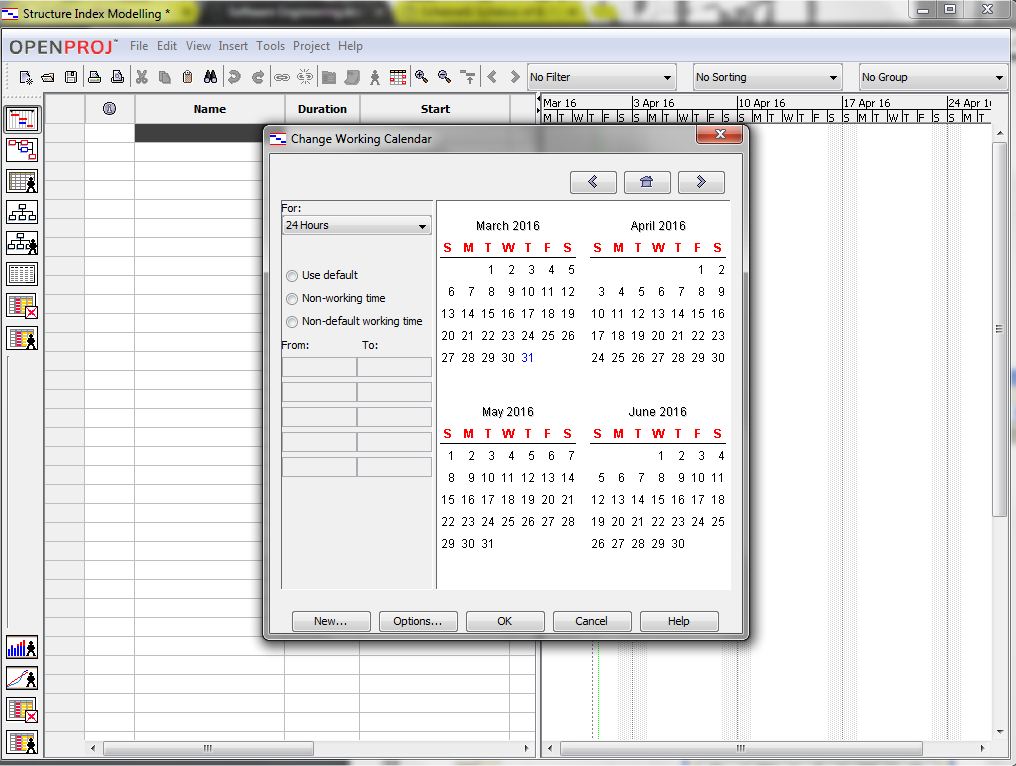 Structure Index Modelling *
OPENPROJ™ File Edit View Insert Tools Project Help
No Filter No Sorting No Group
Name Duration Start
Mar 16 3 Apr 16 10 Apr 16 17 Apr 16 24 Apr
M T W T F S S M T W T F S S M T W T F S S M T W T F S S M T
Change Working Calendar
For:
24 Hours
Use default
Non-working time
Non-default working time
From: To:
March 2016
S M T W T F S
1 2 3 4 5
6 7 8 9 10 11 12
13 14 15 16 17 18 19
20 21 22 23 24 25 26
27 28 29 30 31
April 2016
S M T W T F S
1 2
3 4 5 6 7 8 9
10 11 12 13 14 15 16
17 18 19 20 21 22 23
24 25 26 27 28 29 30
May 2016
S M T W T F S
1 2 3 4 5 6 7
8 9 10 11 12 13 14
15 16 17 18 19 20 21
22 23 24 25 26 27 28
29 30 31
June 2016
S M T W T F S
1 2 3 4
5 6 7 8 9 10 11
12 13 14 15 16 17 18
19 20 21 22 23 24 25
26 27 28 29 30
New... Options... OK Cancel Help